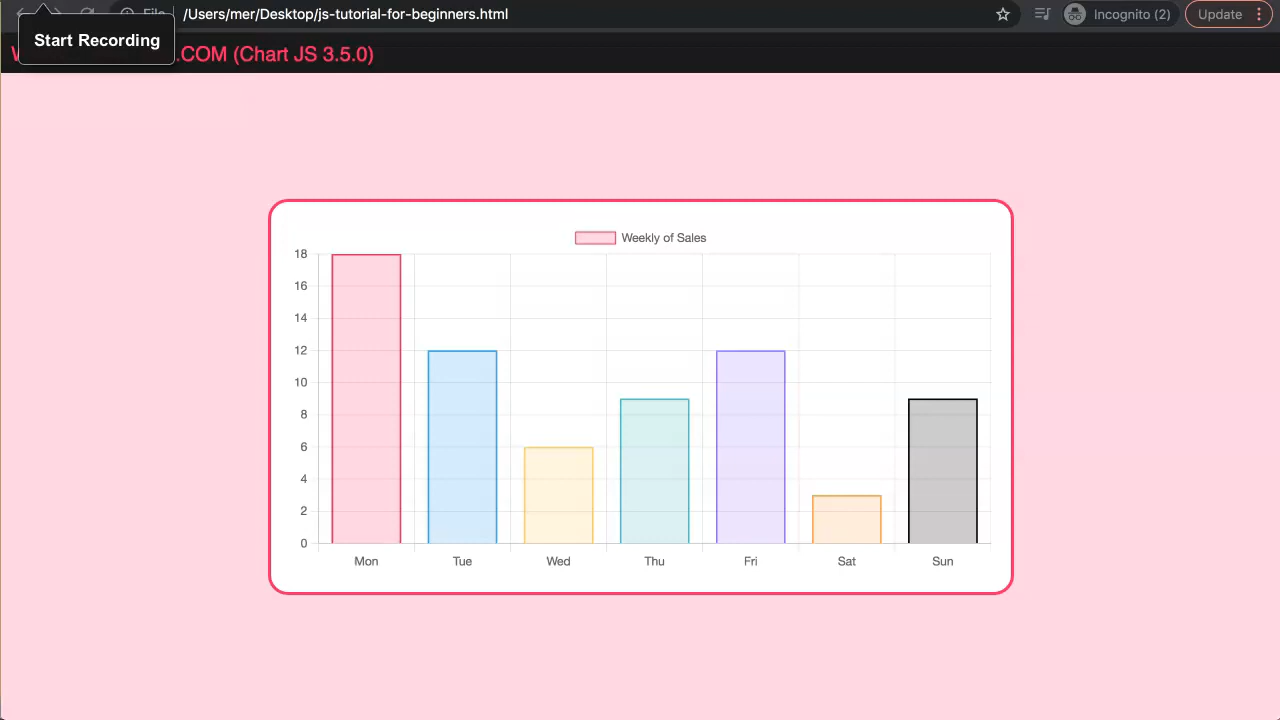 File /Users/mer/Desktop/js-tutorial-for-beginners.html
Incognito (2)
Update
Start Recording
.COM (Chart JS 3.5.0)
Weekly of Sales
18
16
14
12
10
8
6
4
2
0
Mon Tue Wed Thu Fri Sat Sun